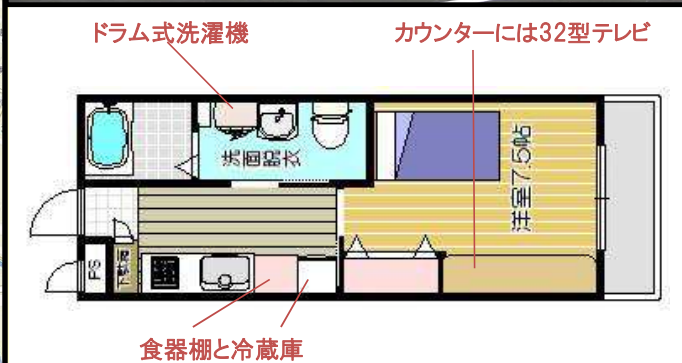 ドラム式洗濯機
カウンターには32型テレビ
洗面脱衣
洋室7.5帖
PS
下駄箱
食器棚と冷蔵庫